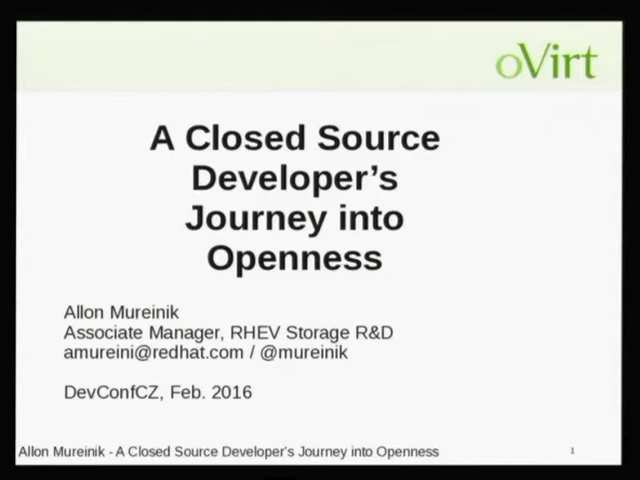 oVirt
A Closed Source
Developer's
Journey into
Openness
Allon Mureinik
Associate Manager, RHEV Storage R&D
amureini@redhat.com / @mureinik
DevConfCZ, Feb. 2016
Allon Mureinik - A Closed Source Developer's Journey into Openness
1